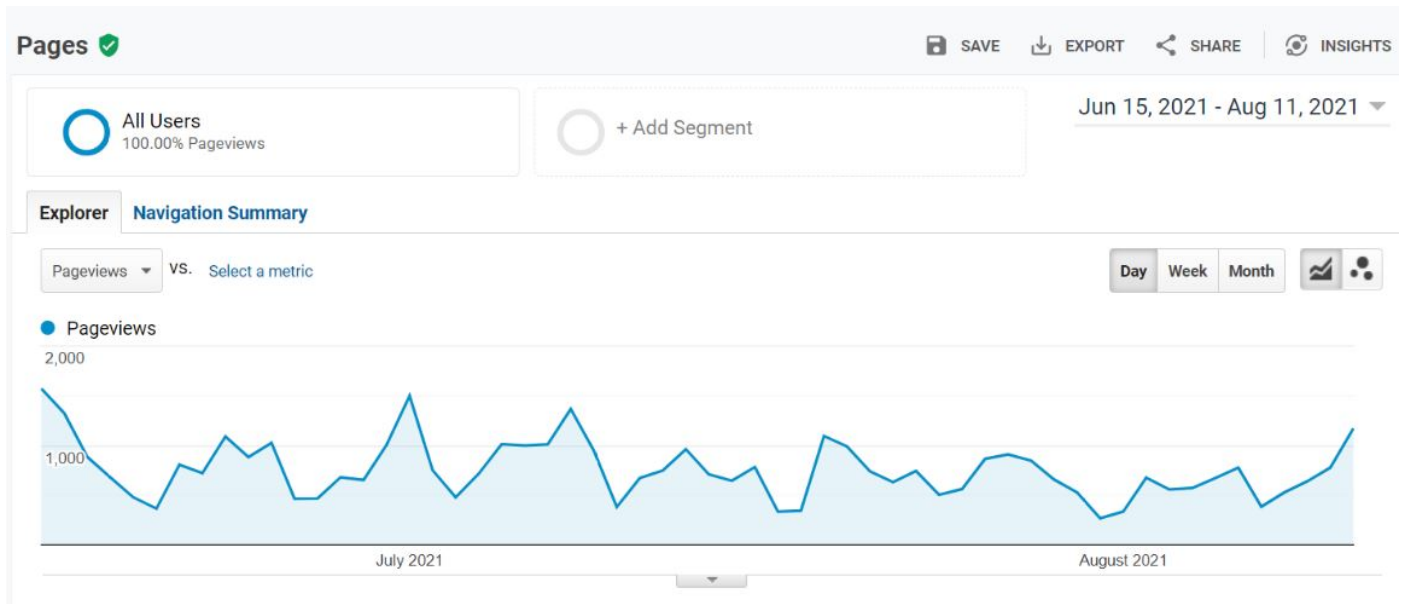 Pages
SAVE EXPORT SHARE INSIGHTS
All Users
100.00% Pageviews
+ Add Segment
Jun 15, 2021 - Aug 11, 2021
Explorer Navigation Summary
Pageviews VS. Select a metric
Day Week Month
Pageviews
2,000
1,000
July 2021 August 2021